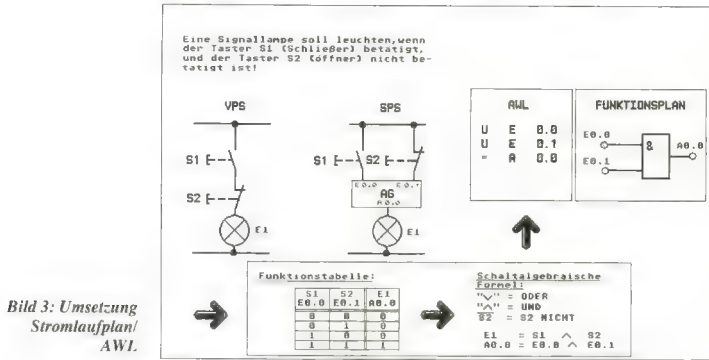 Eine Signallampe soll leuchten,wenn
der Taster S1 (Schließer) betätigt,
und der Taster S2 (Öffner) nicht be-
tätigt ist!
VPS
SPS
S1
S2
E1
S1
S2
E0.0 E0.1
AG
A0.0
E1
AWL
U E 0.0
U E 0.1
= A 0.0
FUNKTIONSPLAN
E0.0
E0.1
&
A0.0
Bild 3: Umsetzung
Stromlaufplan/
AWL
Funktionstabelle:
S1 S2 E1
E0.0 E0.1 A0.0
0 0 0
0 1 0
1 0 0
1 1 1
Schaltalgebraische
Formel:
"∨" = ODER
"∧" = UND
S2 = S2 NICHT
E1 = S1 ∧ S2
A0.0 = E0.0 ∧ E0.1